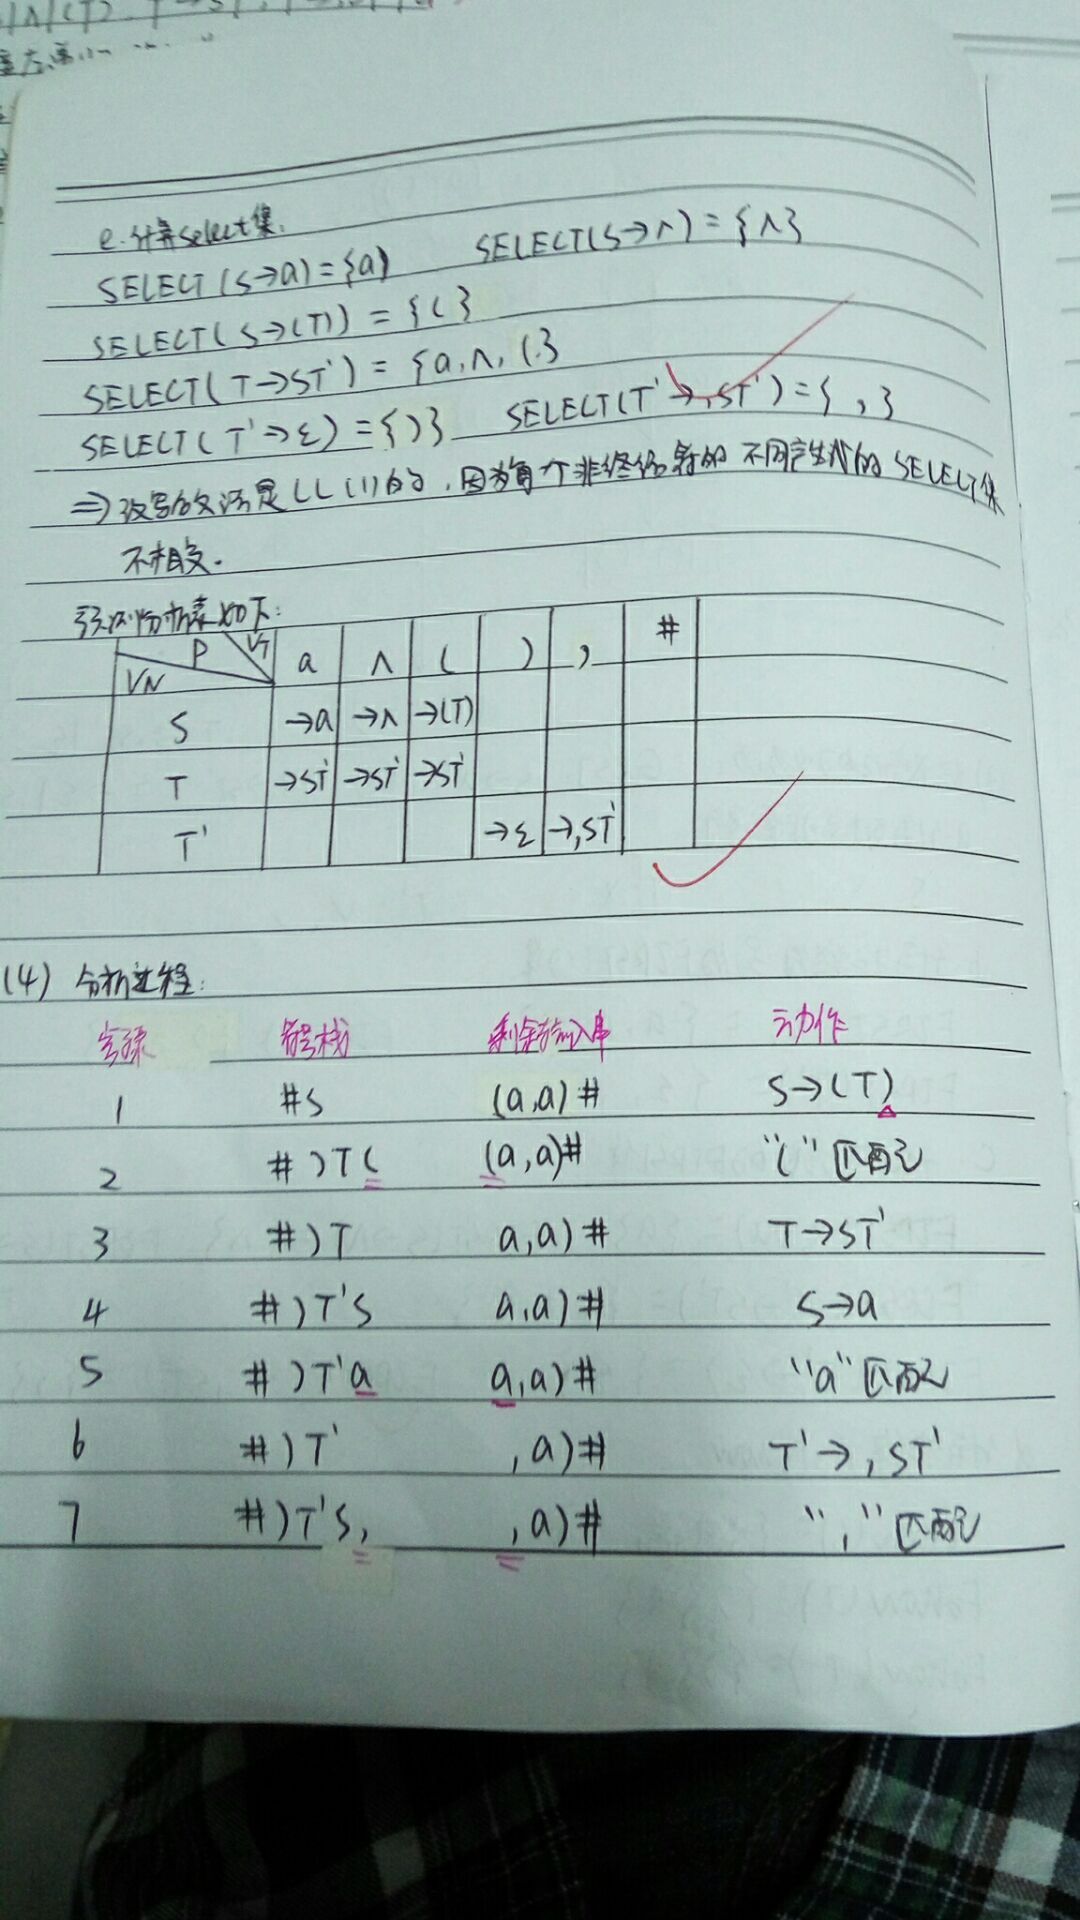 e.计算select集.
SELECT(S→a)={a} SELECT(S→∧)={∧}
SELECT(S→(T))={(}
SELECT(T→ST')={a,∧,(}
SELECT(T'→ε)={)} SELECT(T'→,ST')={,}
⇒改写的文法是LL(1)的,因为每个非终结符的不同产生式的SELECT集
不相交.
预测分析表如下:
P VT VN a ∧ ( ) , #
S →a →∧ →(T)
T →ST' →ST' →ST'
T' →ε →,ST'
(4) 分析过程:
步骤 符号栈 剩余输入串 动作
1 #S (a,a)# S→(T)
2 #)T( (a,a)# "("匹配
3 #)T a,a)# T→ST'
4 #)T'S a,a)# S→a
5 #)T'a a,a)# "a"匹配
6 #)T' ,a)# T'→,ST'
7 #)T'S, ,a)# ","匹配